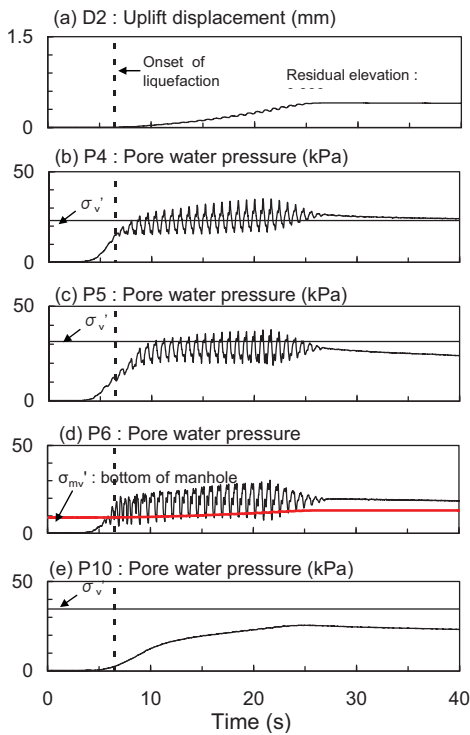 (a) D2 : Uplift displacement (mm)
1.5
Onset of
liquefaction
Residual elevation :
0
(b) P4 : Pore water pressure (kPa)
50
σv'
0
(c) P5 : Pore water pressure (kPa)
50
σv'
0
(d) P6 : Pore water pressure
50
σmv' : bottom of manhole
0
(e) P10 : Pore water pressure (kPa)
50
σv'
0
0 10 20 30 40
Time (s)